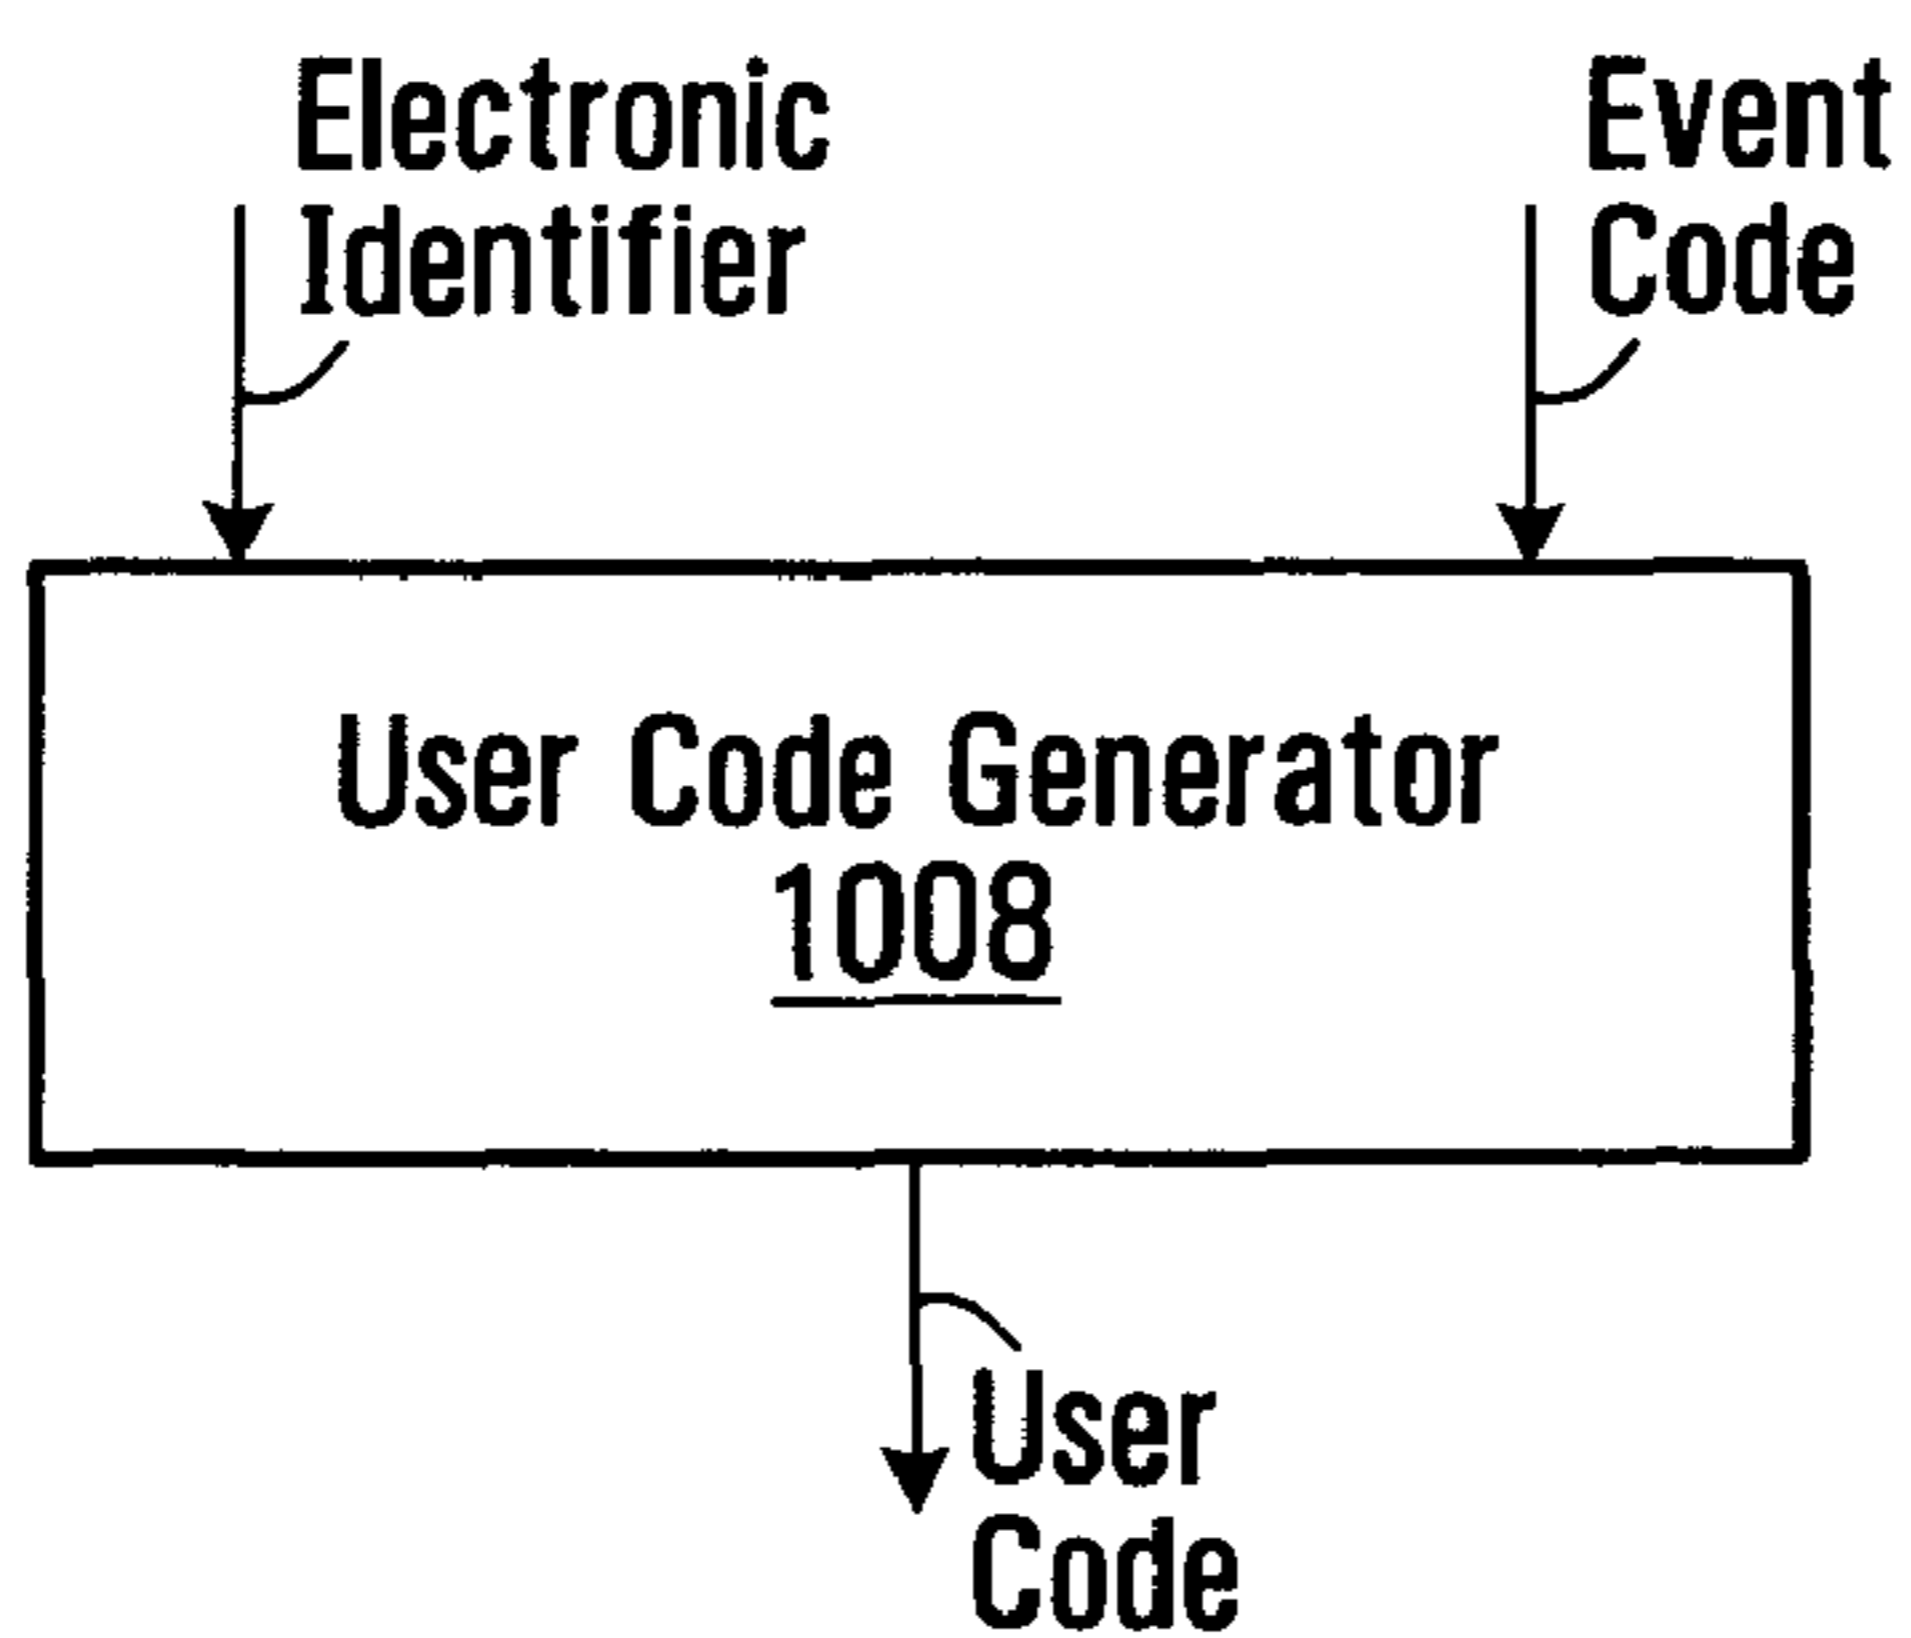 Electronic
Identifier
Event
Code
User Code Generator
1008
User
Code